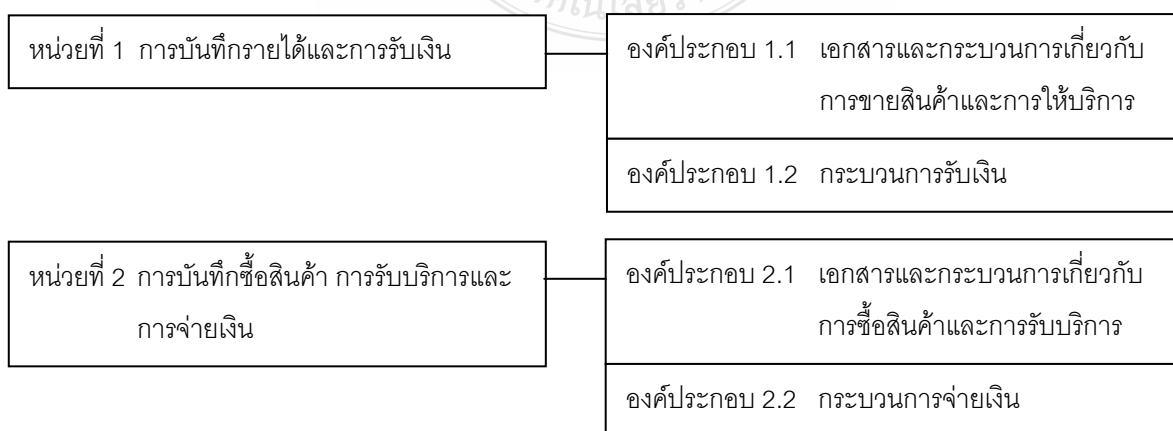 หน่วยที่ 1 การบันทึกรายได้และการรับเงิน
องค์ประกอบ 1.1 เอกสารและกระบวนการเกี่ยวกับ
การขายสินค้าและการให้บริการ
องค์ประกอบ 1.2 กระบวนการรับเงิน
หน่วยที่ 2 การบันทึกซื้อสินค้า การรับบริการและ
การจ่ายเงิน
องค์ประกอบ 2.1 เอกสารและกระบวนการเกี่ยวกับ
การซื้อสินค้าและการรับบริการ
องค์ประกอบ 2.2 กระบวนการจ่ายเงิน